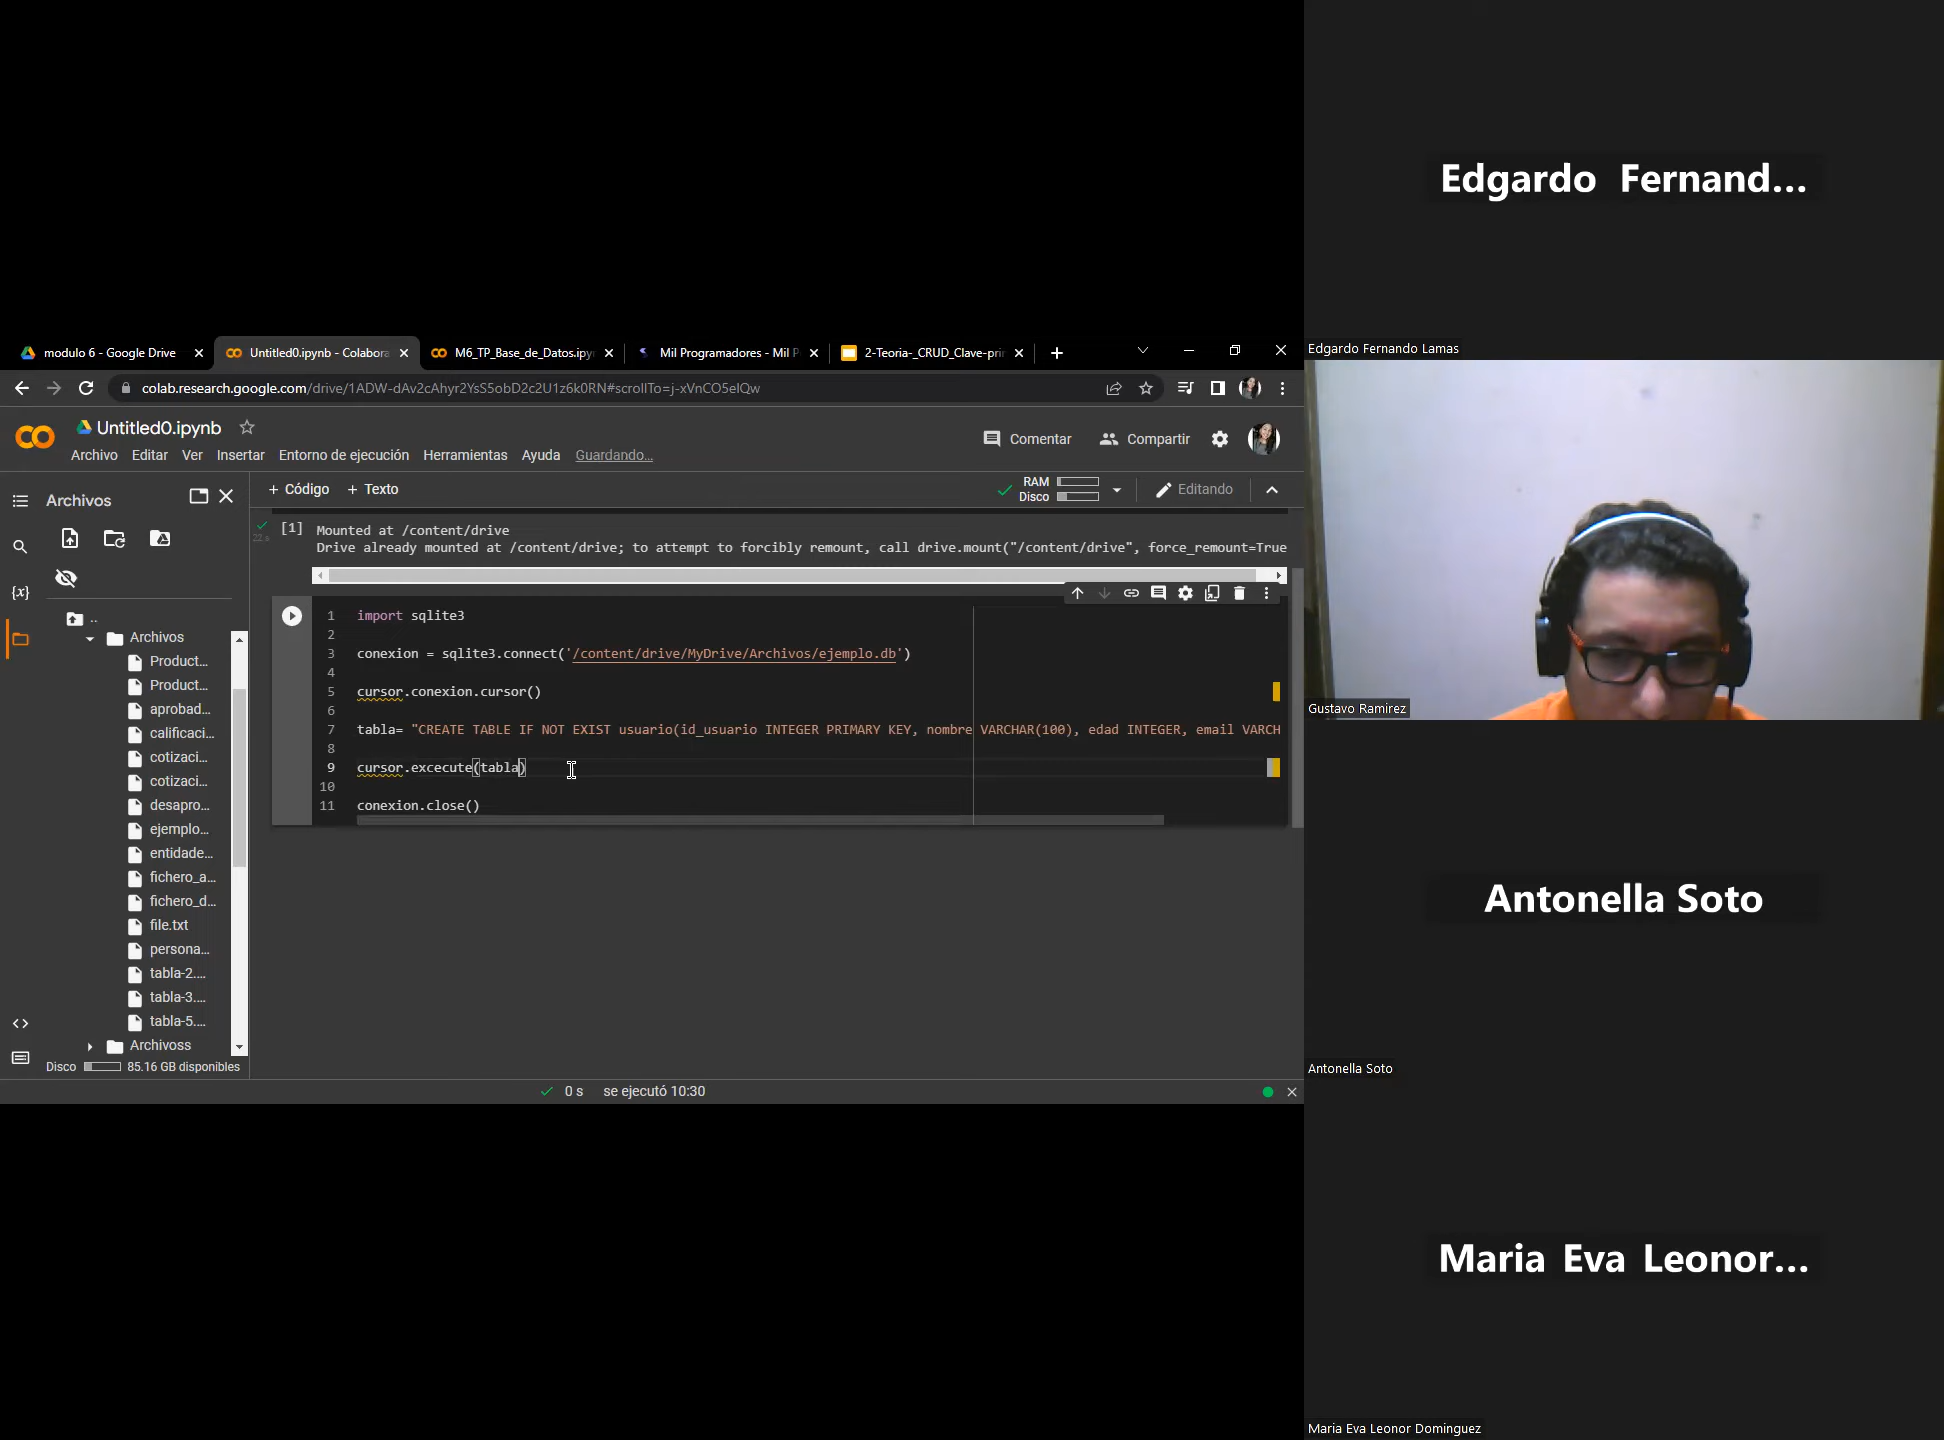 modulo 6 - Google Drive
Untitled0.ipynb - Colabora
M6_TP_Base_de_Datos.ipyn
Mil Programadores - Mil P
2-Teoria-_CRUD_Clave-prir
colab.research.google.com/drive/1ADW-dAv2cAhyr2YsS5obD2c2U1z6k0RN#scrollTo=j-xVnCO5eIQw
Untitled0.ipynb
Comentar
Compartir
Archivo Editar Ver Insertar Entorno de ejecución Herramientas Ayuda Guardando...
+ Código + Texto
RAM
Disco
Editando
Archivos
..
Archivos
Product...
Product...
aprobad...
calificaci...
cotizaci...
cotizaci...
desapro...
ejemplo...
entidade...
fichero_a...
fichero_d...
file.txt
persona...
tabla-2....
tabla-3....
tabla-5....
Archivoss
Disco 85.16 GB disponibles
22 s
[1] Mounted at /content/drive
Drive already mounted at /content/drive; to attempt to forcibly remount, call drive.mount("/content/drive", force_remount=True
1 import sqlite3
2
3 conexion = sqlite3.connect('/content/drive/MyDrive/Archivos/ejemplo.db')
4
5 cursor.conexion.cursor()
6
7 tabla= "CREATE TABLE IF NOT EXIST usuario(id_usuario INTEGER PRIMARY KEY, nombre VARCHAR(100), edad INTEGER, email VARCH
8
9 cursor.excecute(tabla)
10
11 conexion.close()
0 s se ejecutó 10:30
Edgardo Fernand...
Edgardo Fernando Lamas
Gustavo Ramirez
Antonella Soto
Antonella Soto
Maria Eva Leonor...
Maria Eva Leonor Dominguez